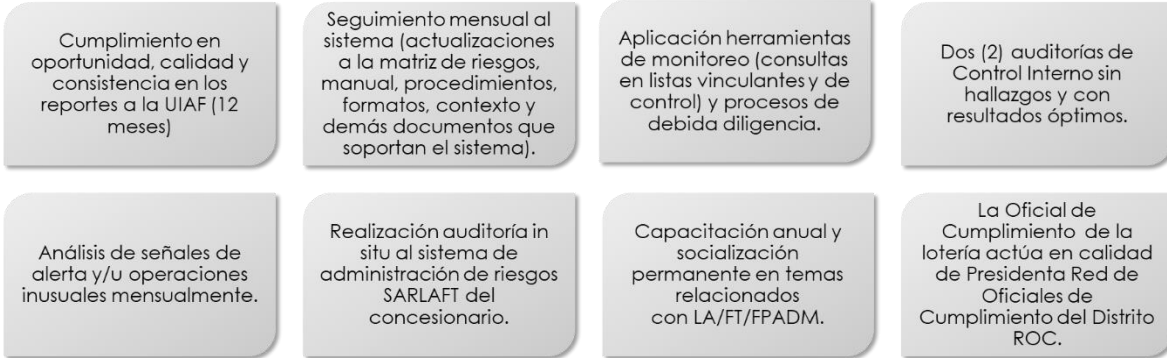 Cumplimiento en
oportunidad, calidad y
consistencia en los
reportes a la UIAF (12
meses)
Seguimiento mensual al
sistema (actualizaciones
a la matriz de riesgos,
manual, procedimientos,
formatos, contexto y
demás documentos que
soportan el sistema).
Aplicación herramientas
de monitoreo (consultas
en listas vinculantes y de
control) y procesos de
debida diligencia.
Dos (2) auditorías de
Control Interno sin
hallazgos y con
resultados óptimos.
Análisis de señales de
alerta y/u operaciones
inusuales mensualmente.
Realización auditoría in
situ al sistema de
administración de riesgos
SARLAFT del
concesionario.
Capacitación anual y
socialización
permanente en temas
relacionados
con LA/FT/FPADM.
La Oficial de
Cumplimiento de la
lotería actúa en calidad
de Presidenta Red de
Oficiales de
Cumplimiento del Distrito
ROC.